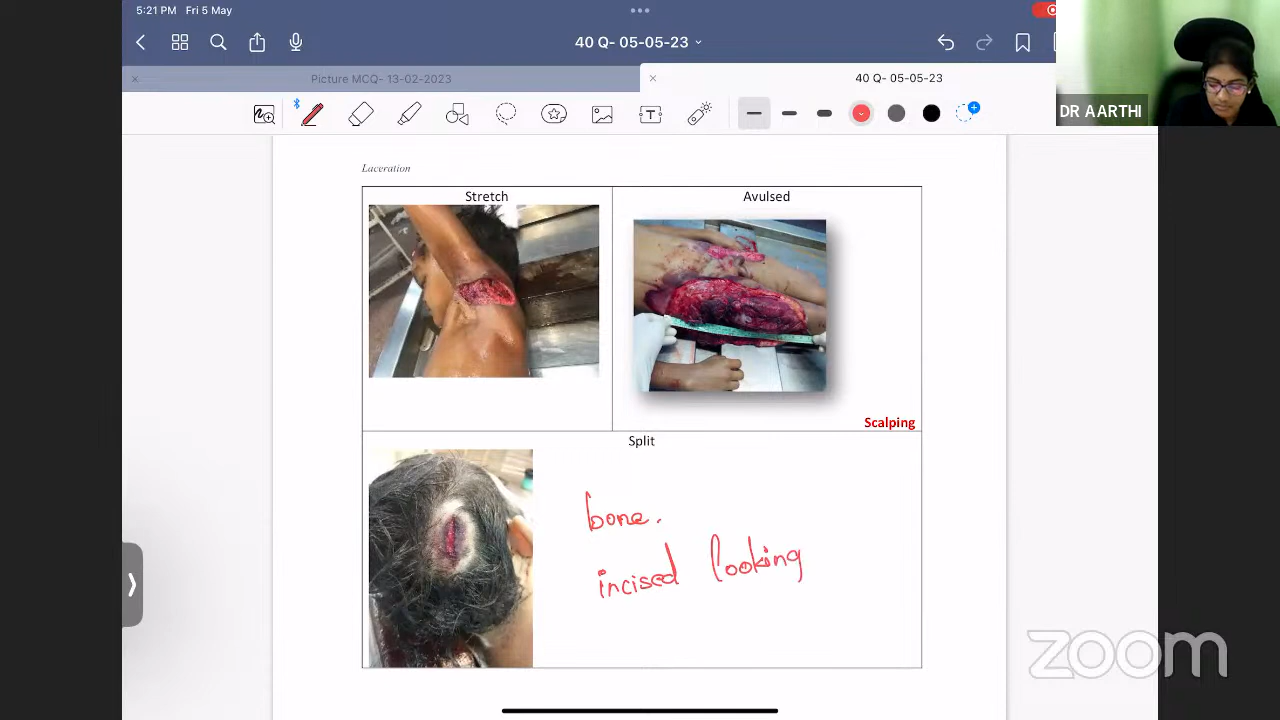 5:21 PM Fri 5 May
40 Q- 05-05-23
Picture MCQ- 13-02-2023
40 Q- 05-05-23
DR AARTHI
Laceration
Stretch
Avulsed
Scalping
Split
bone.
incised looking
zoom